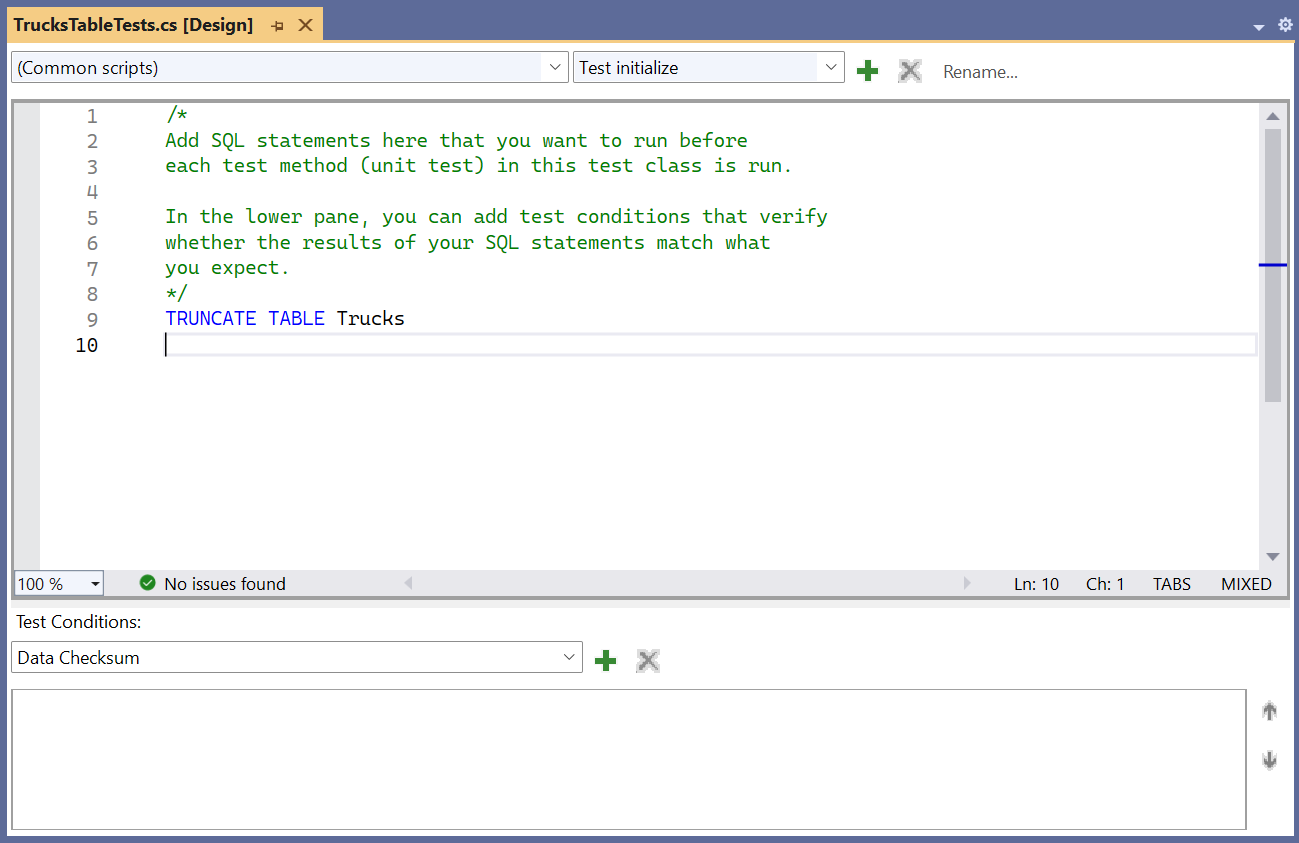 TrucksTableTests.cs [Design]
(Common scripts)
Test initialize
Rename...
1 /*
2 Add SQL statements here that you want to run before
3 each test method (unit test) in this test class is run.
4
5 In the lower pane, you can add test conditions that verify
6 whether the results of your SQL statements match what
7 you expect.
8 */
9 TRUNCATE TABLE Trucks
10
100 % No issues found Ln: 10 Ch: 1 TABS MIXED
Test Conditions:
Data Checksum